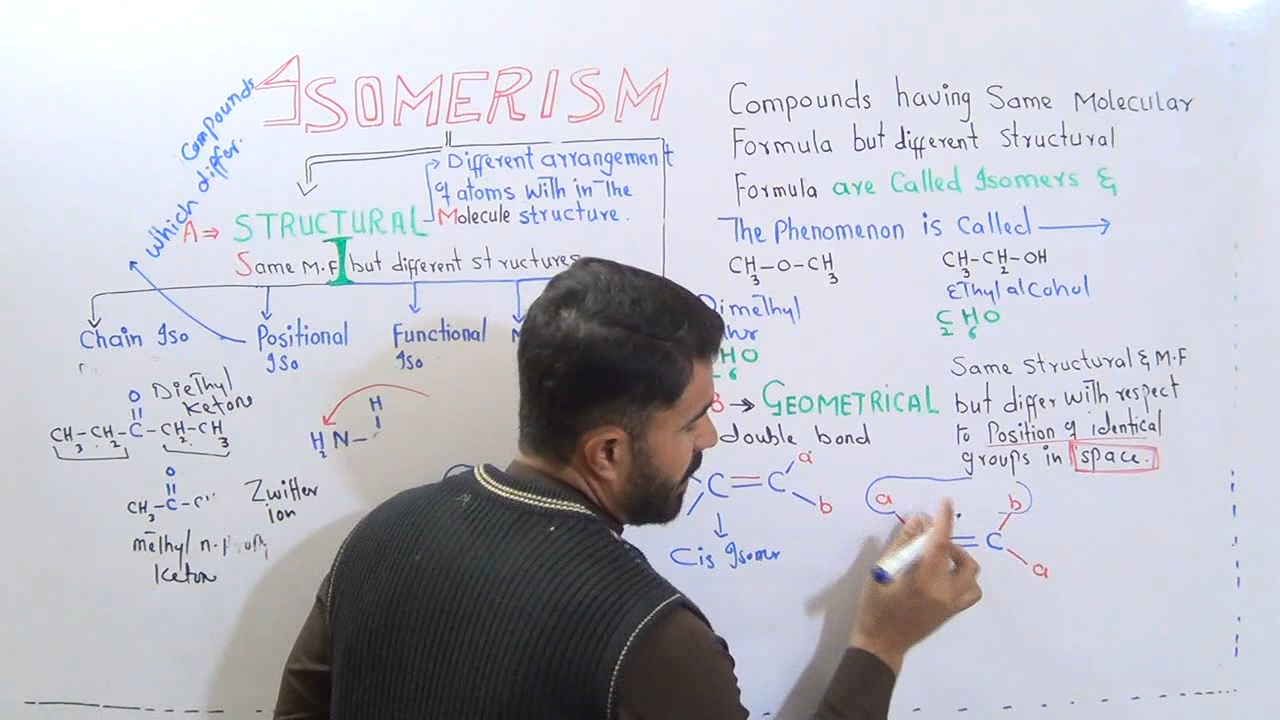 ISOMERISM
Compounds
which differ.
Different arrangement
of atoms with in the
Molecule structure.
A ⇒ STRUCTURAL
Same M.F but different structures
Chain Iso
Positional
Iso
Functional
Iso
M
O
||
CH3-CH2-C-CH2-CH3
Diethyl
Ketone
O
||
CH3-C-C
methyl n.
Keton
H
H2N-
Zwitter
ion
Compounds having Same Molecular
Formula but different structural
Formula are Called Isomers &
The Phenomenon is Called →
CH3-O-CH3
Dimethyl
HO
6
CH3-CH2-OH
Ethyl alcohol
C2H6O
B → GEOMETRICAL
double bond
Same structural & M.F
but differ with respect
to Position of identical
groups in space.
a
C=C
b
Cis Isomer
a
b
=C
a